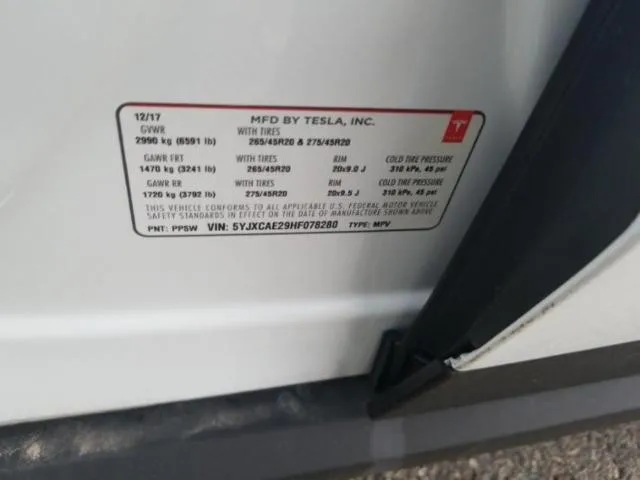 12/17 MFD BY TESLA, INC.
GVWR WITH TIRES
2990 kg (6591 lb) 265/45R20 & 275/45R20
GAWR FRT WITH TIRES RIM COLD TIRE PRESSURE
1470 kg (3241 lb) 265/45R20 20x9.0 J 310 kPa, 45 psi
GAWR RR WITH TIRES RIM COLD TIRE PRESSURE
1720 kg (3792 lb) 275/45R20 20x9.5 J 310 kPa, 45 psi
THIS VEHICLE CONFORMS TO ALL APPLICABLE U.S. FEDERAL MOTOR VEHICLE
SAFETY STANDARDS IN EFFECT ON THE DATE OF MANUFACTURE SHOWN ABOVE.
PNT: PPSW VIN: 5YJXCAE29HF078280 TYPE: MPV